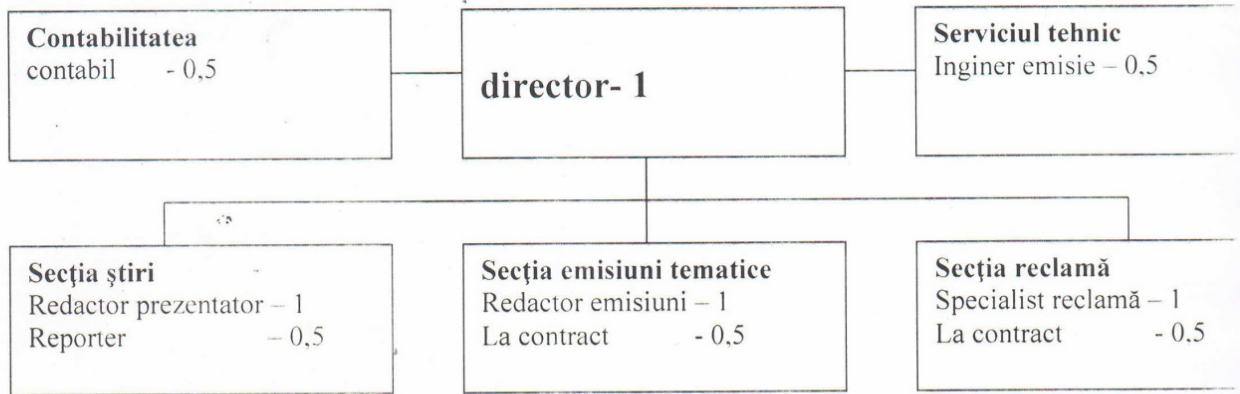 Contabilitatea
contabil - 0,5
director- 1
Serviciul tehnic
Inginer emisie – 0,5
Secţia ştiri
Redactor prezentator – 1
Reporter – 0,5
Secţia emisiuni tematice
Redactor emisiuni – 1
La contract - 0,5
Secţia reclamă
Specialist reclamă – 1
La contract - 0,5